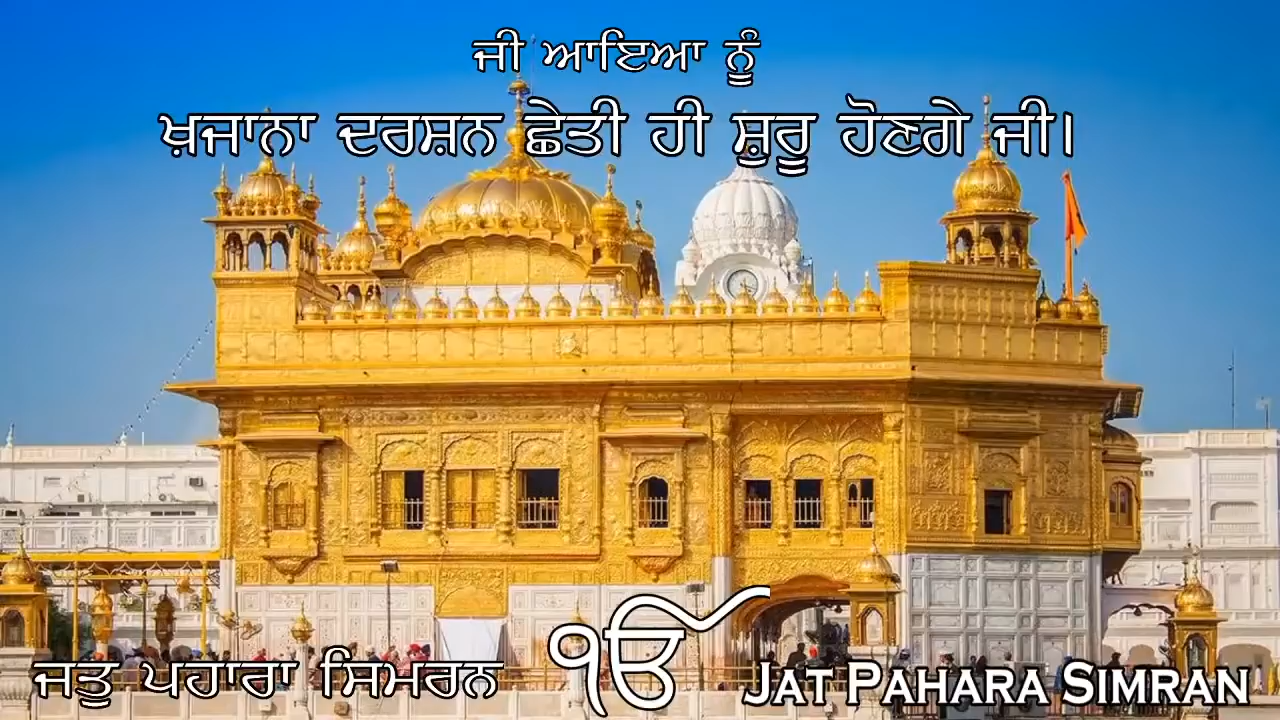 ਜੀ ਆਇਆ ਨੂੰ
ਖ਼ਜਾਨਾ ਦਰਸ਼ਨ ਛੇਤੀ ਹੀ ਸ਼ੁਰੂ ਹੋਣਗੇ ਜੀ।
ਜਤੁ ਪਹਾਰਾ ਸਿਮਰਨ ੴ JAT PAHARA SIMRAN